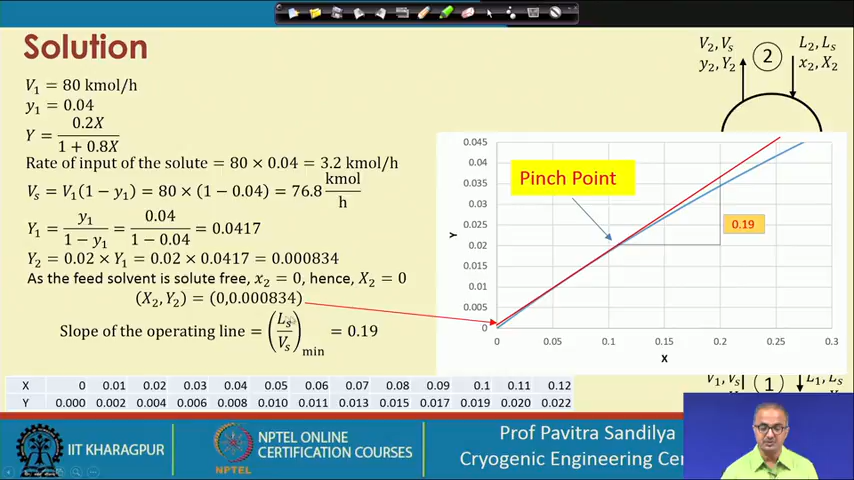 Solution
V₁ = 80 kmol/h
y₁ = 0.04
Y = 0.2X / 1 + 0.8X
Rate of input of the solute = 80 × 0.04 = 3.2 kmol/h
Vₛ = V₁(1 − y₁) = 80 × (1 − 0.04) = 76.8 kmol/h
Y₁ = y₁ / 1 − y₁ = 0.04 / 1 − 0.04 = 0.0417
Y₂ = 0.02 × Y₁ = 0.02 × 0.0417 = 0.000834
As the feed solvent is solute free, x₂ = 0, hence, X₂ = 0
(X₂, Y₂) = (0,0.000834)
Slope of the operating line = (Lₛ / Vₛ)min = 0.19
V₂, Vₛ
y₂, Y₂
2
L₂, Lₛ
x₂, X₂
0.045
0.04
0.035
0.03
0.025
0.02
0.015
0.01
0.005
0
Y
Pinch Point
0.19
0 0.05 0.1 0.15 0.2 0.25 0.3
X
V₁, Vₛ
1
L₁, Lₛ
X 0 0.01 0.02 0.03 0.04 0.05 0.06 0.07 0.08 0.09 0.1 0.11 0.12
Y 0.000 0.002 0.004 0.006 0.008 0.010 0.011 0.013 0.015 0.017 0.019 0.020 0.022
IIT KHARAGPUR
NPTEL
NPTEL ONLINE
CERTIFICATION COURSES
Prof Pavitra Sandilya
Cryogenic Engineering Cen